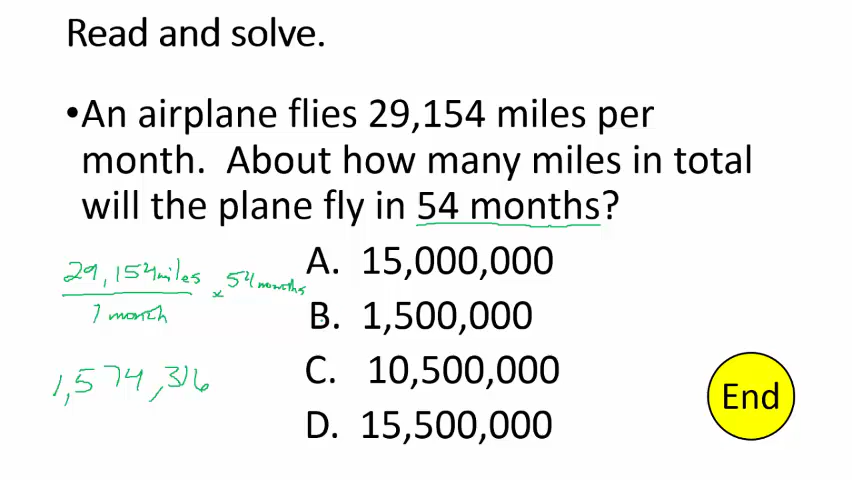 Read and solve.
•An airplane flies 29,154 miles per
month. About how many miles in total
will the plane fly in 54 months?
29,154 miles × 54 months
1 month
1,574,316
A. 15,000,000
B. 1,500,000
C. 10,500,000
D. 15,500,000
End